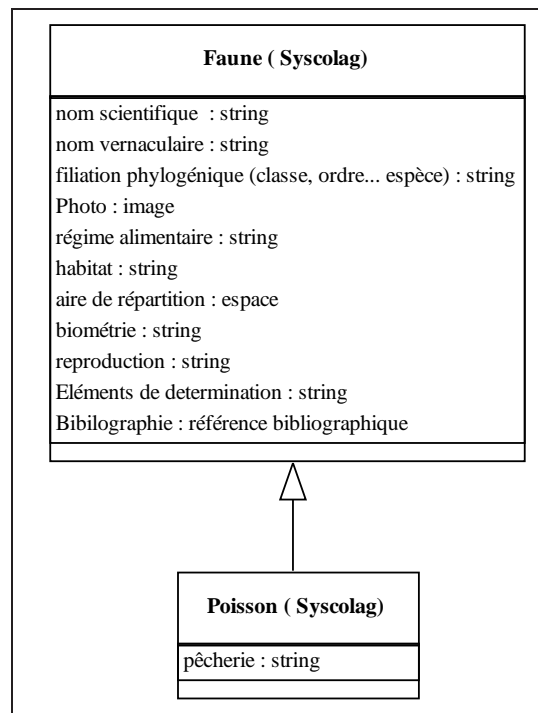 Faune ( Syscolag)
nom scientifique : string
nom vernaculaire : string
filiation phylogénique (classe, ordre... espèce) : string
Photo : image
régime alimentaire : string
habitat : string
aire de répartition : espace
biométrie : string
reproduction : string
Eléments de determination : string
Bibilographie : référence bibliographique
Poisson ( Syscolag)
pêcherie : string